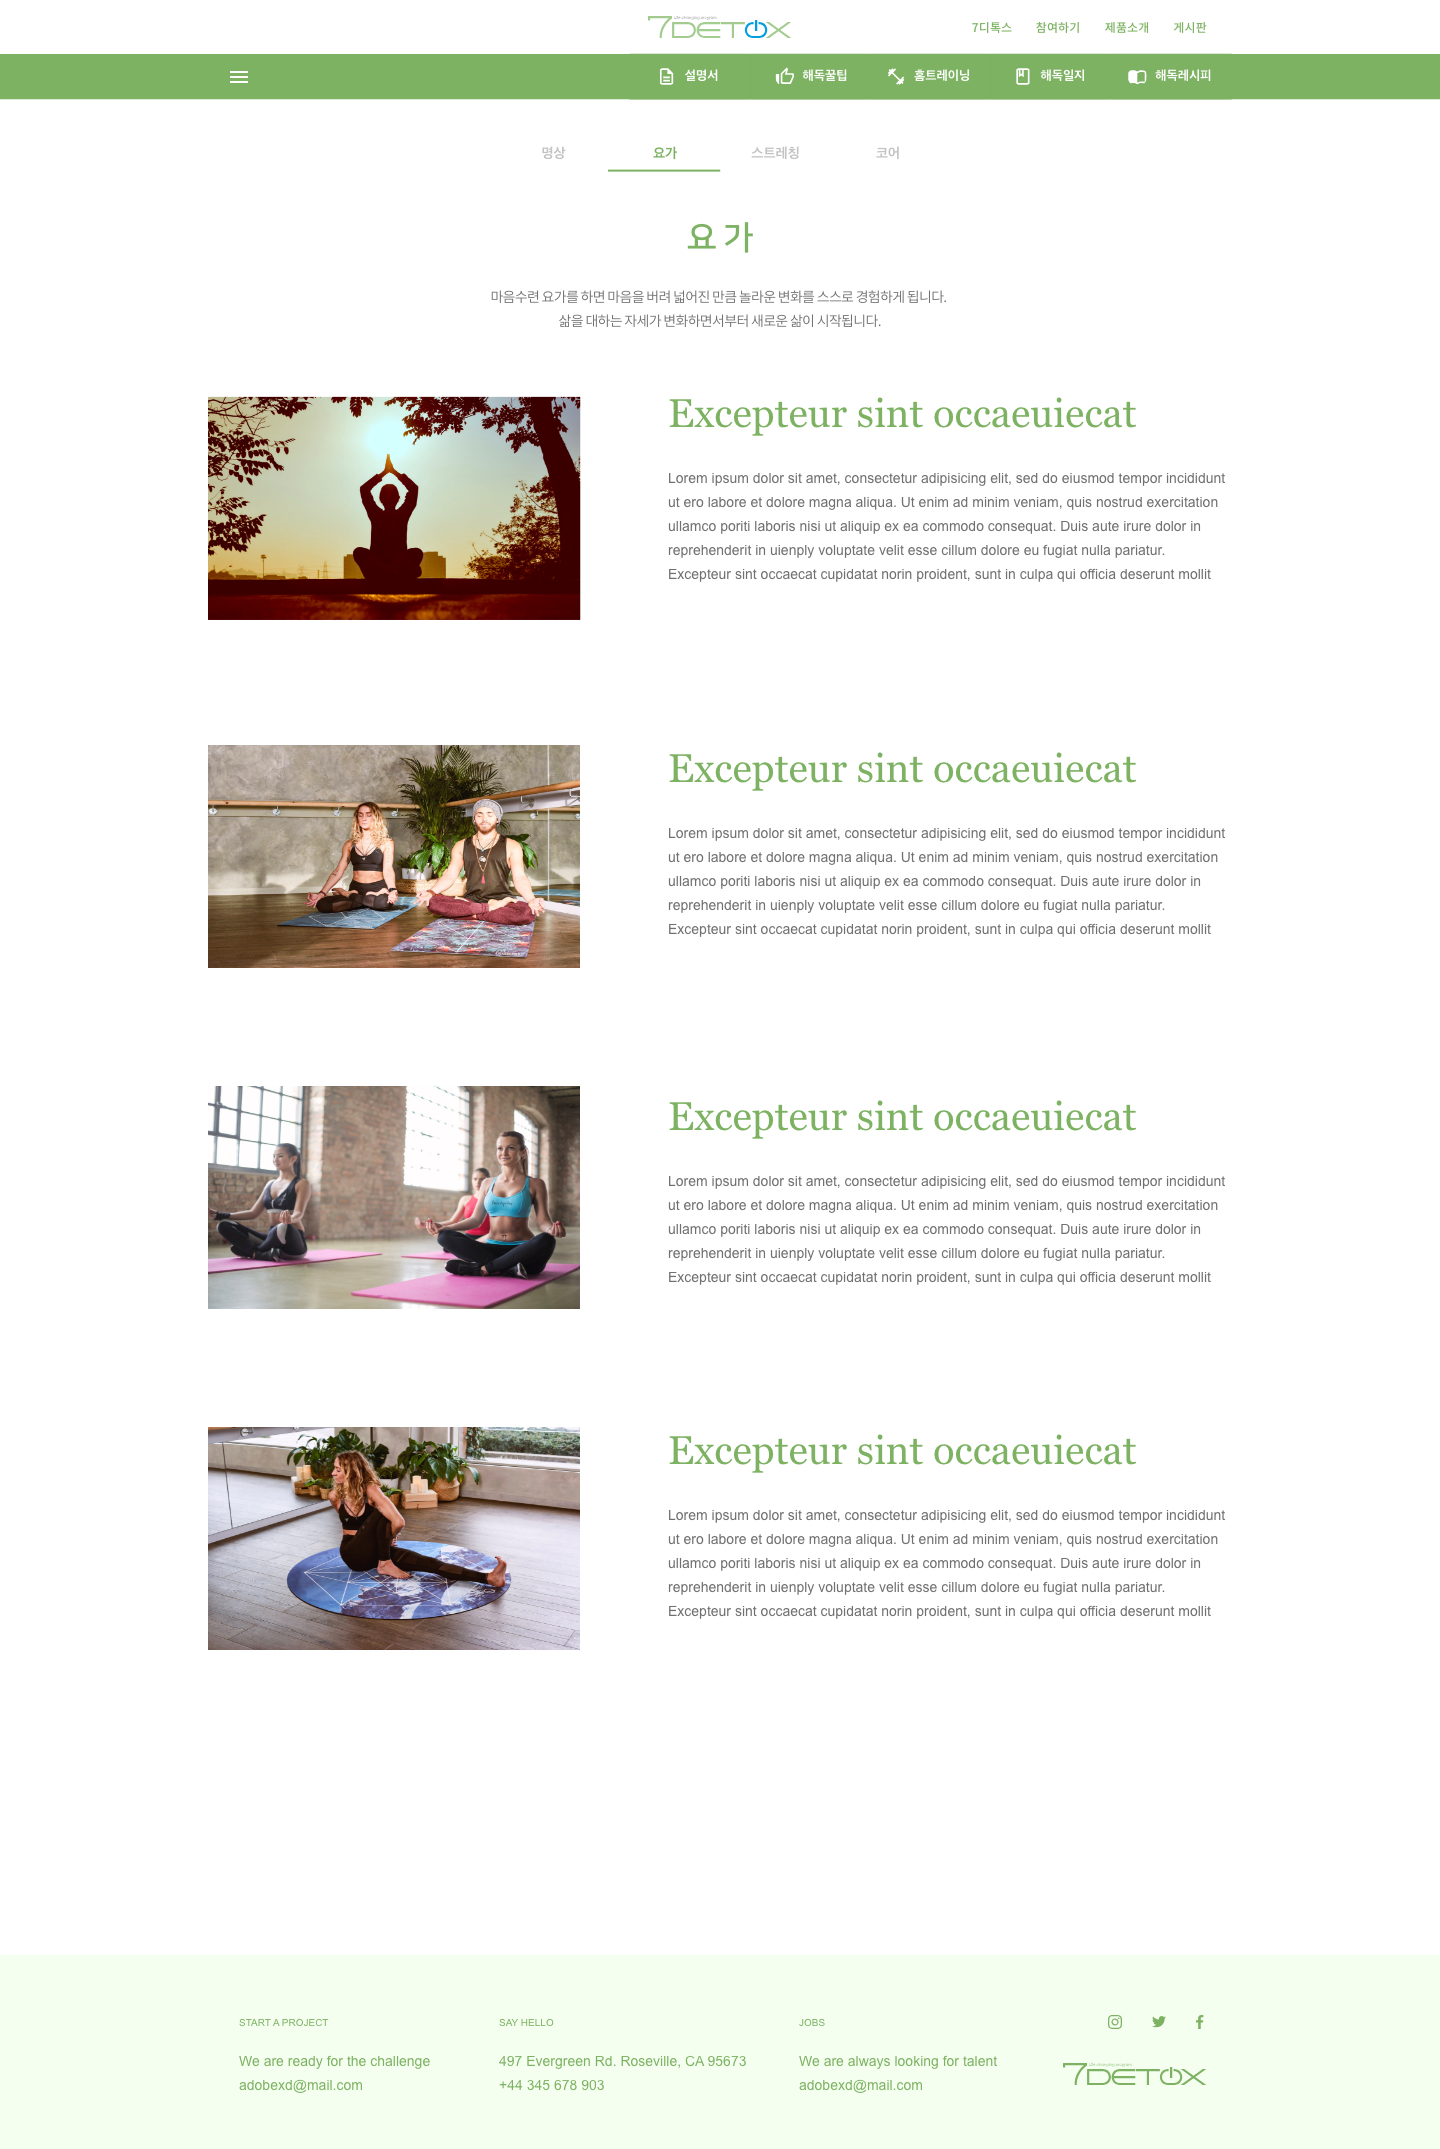 7DETOX
7디톡스
참여하기
제품소개
게시판
설명서
해독꿀팁
홈트레이닝
해독일지
해독레시피
명상
요가
스트레칭
코어
요가
마음수련 요가를 하면 마음을 버려 넓어진 만큼 놀라운 변화를 스스로 경험하게 됩니다.
삶을 대하는 자세가 변화하면서부터 새로운 삶이 시작됩니다.
Excepteur sint occaeuiecat
Lorem ipsum dolor sit amet, consectetur adipisicing elit, sed do eiusmod tempor incididunt
ut ero labore et dolore magna aliqua. Ut enim ad minim veniam, quis nostrud exercitation
ullamco poriti laboris nisi ut aliquip ex ea commodo consequat. Duis aute irure dolor in
reprehenderit in uienply voluptate velit esse cillum dolore eu fugiat nulla pariatur.
Excepteur sint occaecat cupidatat norin proident, sunt in culpa qui officia deserunt mollit
Excepteur sint occaeuiecat
Lorem ipsum dolor sit amet, consectetur adipisicing elit, sed do eiusmod tempor incididunt
ut ero labore et dolore magna aliqua. Ut enim ad minim veniam, quis nostrud exercitation
ullamco poriti laboris nisi ut aliquip ex ea commodo consequat. Duis aute irure dolor in
reprehenderit in uienply voluptate velit esse cillum dolore eu fugiat nulla pariatur.
Excepteur sint occaecat cupidatat norin proident, sunt in culpa qui officia deserunt mollit
Excepteur sint occaeuiecat
Lorem ipsum dolor sit amet, consectetur adipisicing elit, sed do eiusmod tempor incididunt
ut ero labore et dolore magna aliqua. Ut enim ad minim veniam, quis nostrud exercitation
ullamco poriti laboris nisi ut aliquip ex ea commodo consequat. Duis aute irure dolor in
reprehenderit in uienply voluptate velit esse cillum dolore eu fugiat nulla pariatur.
Excepteur sint occaecat cupidatat norin proident, sunt in culpa qui officia deserunt mollit
Excepteur sint occaeuiecat
Lorem ipsum dolor sit amet, consectetur adipisicing elit, sed do eiusmod tempor incididunt
ut ero labore et dolore magna aliqua. Ut enim ad minim veniam, quis nostrud exercitation
ullamco poriti laboris nisi ut aliquip ex ea commodo consequat. Duis aute irure dolor in
reprehenderit in uienply voluptate velit esse cillum dolore eu fugiat nulla pariatur.
Excepteur sint occaecat cupidatat norin proident, sunt in culpa qui officia deserunt mollit
START A PROJECT
We are ready for the challenge
adobexd@mail.com
SAY HELLO
497 Evergreen Rd. Roseville, CA 95673
+44 345 678 903
JOBS
We are always looking for talent
adobexd@mail.com
7DETOX